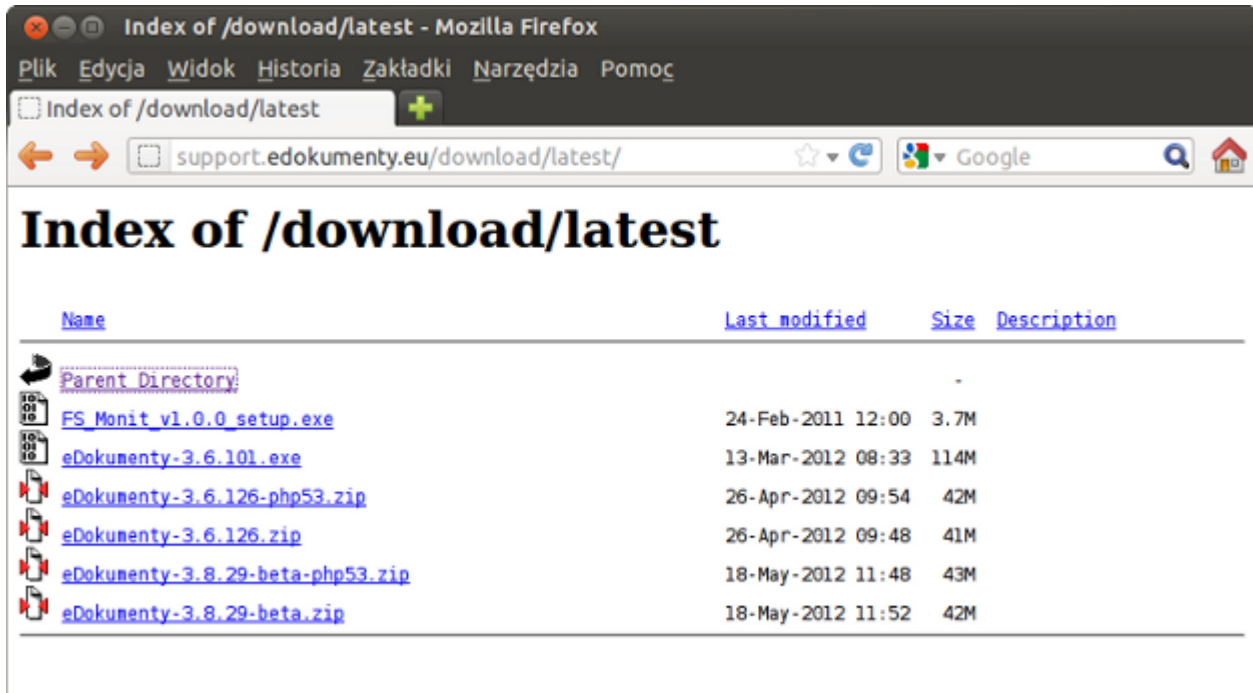 Index of /download/latest - Mozilla Firefox
Plik Edycja Widok Historia Zakładki Narzędzia Pomoc
Index of /download/latest
support.edokumenty.eu/download/latest/ Google
Index of /download/latest
Name Last modified Size Description
Parent Directory -
FS_Monit_v1.0.0_setup.exe 24-Feb-2011 12:00 3.7M
eDokumenty-3.6.101.exe 13-Mar-2012 08:33 114M
eDokumenty-3.6.126-php53.zip 26-Apr-2012 09:54 42M
eDokumenty-3.6.126.zip 26-Apr-2012 09:48 41M
eDokumenty-3.8.29-beta-php53.zip 18-May-2012 11:48 43M
eDokumenty-3.8.29-beta.zip 18-May-2012 11:52 42M